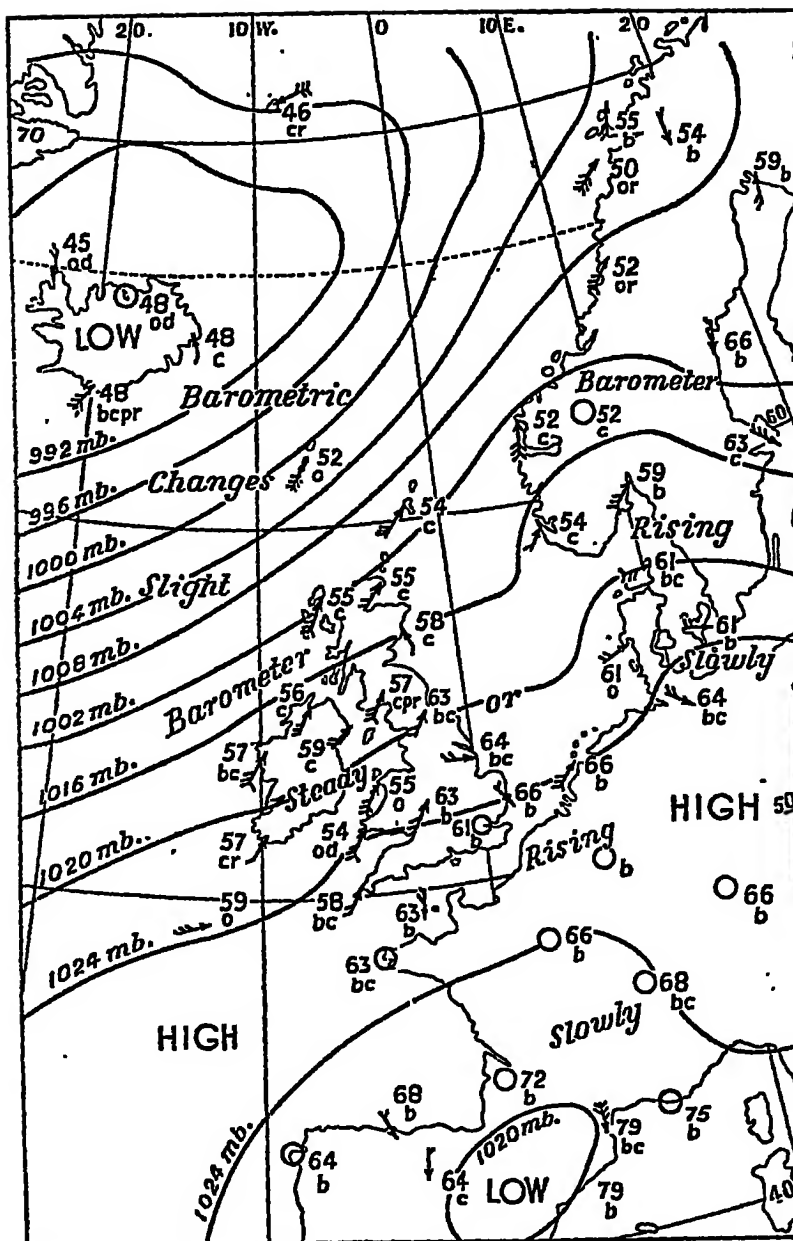 20. 10 W. 0 10 E. 20
46
cr
70
55
b
54
b
50
or
59
b
45
od
48
od
LOW
48
c
52
or
66
b
48
bcpr
Barometric
Barometer
52
c
52
c
60
63
c
992 mb.
52
o
Changes
59
b
996 mb.
54
c
54
c
Rising
1000 mb.
61
bc
1004 mb.
Slight
55
c
55
c
58
c
61
b
1008 mb.
Slowly
Barometer
61
o
1002 mb.
56
c
57
cpr
63
bc
or
64
bc
57
bc
59
c
64
bc
1016 mb.
Steady
66
b
66
b
55
o
63
b
HIGH 50
1020 mb..
57
cr
54
od
61
b
Rising
b
66
b
59
o
58
bc
63
b
1024 mb.
63
bc
66
b
68
bc
HIGH
Slowly
72
b
68
b
75
b
1020 mb.
79
bc
64
b
64
c
LOW
79
b
40
1024 mb.